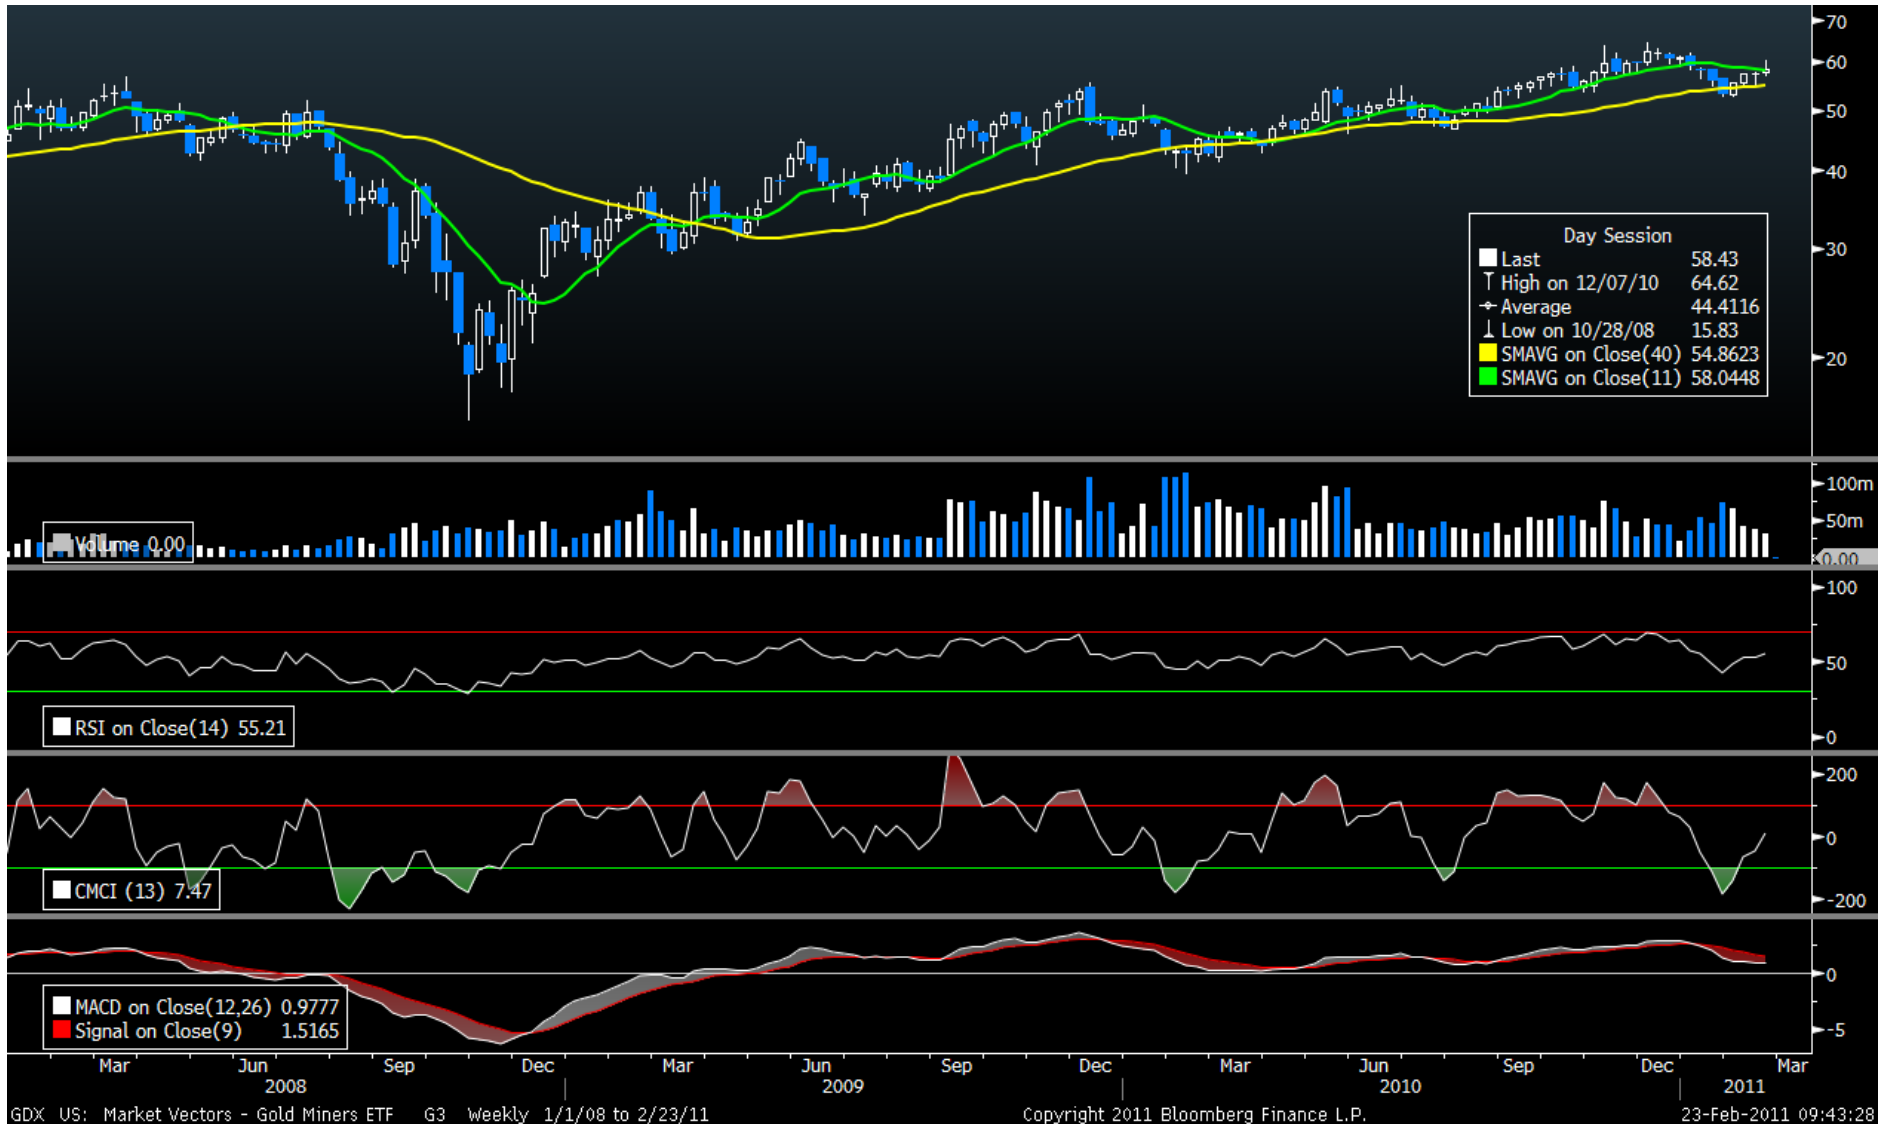 70
60
50
40
30
20
Day Session
Last 58.43
High on 12/07/10 64.62
Average 44.4116
Low on 10/28/08 15.83
SMAVG on Close(40) 54.8623
SMAVG on Close(11) 58.0448
100m
50m
0.00
Volume 0.00
100
50
0
RSI on Close(14) 55.21
200
0
-200
CMCI (13) 7.47
0
-5
MACD on Close(12,26) 0.9777
Signal on Close(9) 1.5165
Mar Jun Sep Dec Mar Jun Sep Dec Mar Jun Sep Dec Mar
2008 2009 2010 2011
GDX US: Market Vectors - Gold Miners ETF G3 Weekly 1/1/08 to 2/23/11 Copyright 2011 Bloomberg Finance L.P. 23-Feb-2011 09:43:28